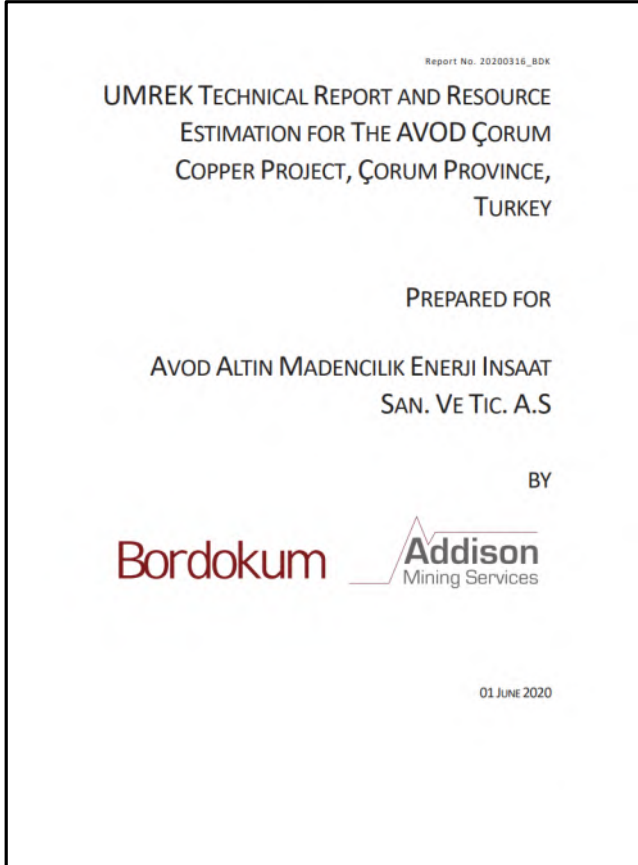 Report No. 20200316_BDK
UMREK TECHNICAL REPORT AND RESOURCE
ESTIMATION FOR THE AVOD ÇORUM
COPPER PROJECT, ÇORUM PROVINCE,
TURKEY
PREPARED FOR
AVOD ALTIN MADENCILIK ENERJI INSAAT
SAN. VE TIC. A.S
BY
Bordokum
Addison
Mining Services
01 JUNE 2020